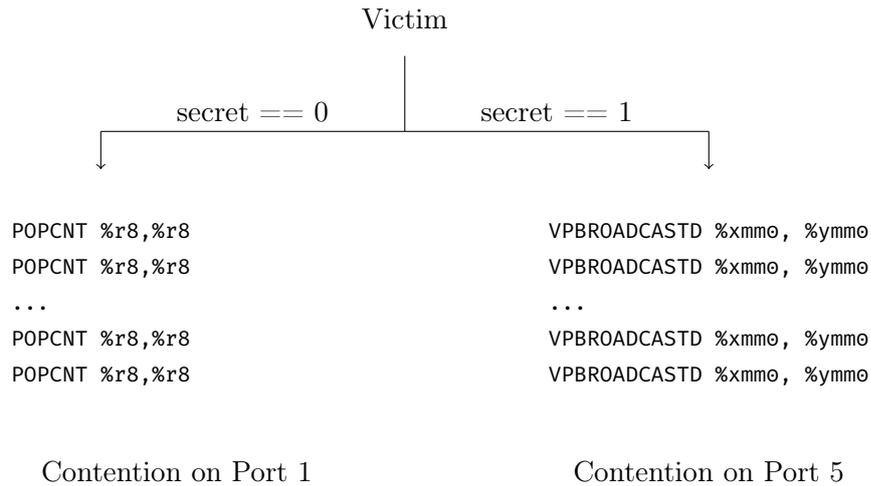 Victim
secret == 0
secret == 1
POPCNT %r8,%r8
POPCNT %r8,%r8
...
POPCNT %r8,%r8
POPCNT %r8,%r8
Contention on Port 1
VPBROADCASTD %xmm0, %ymm0
VPBROADCASTD %xmm0, %ymm0
...
VPBROADCASTD %xmm0, %ymm0
VPBROADCASTD %xmm0, %ymm0
Contention on Port 5